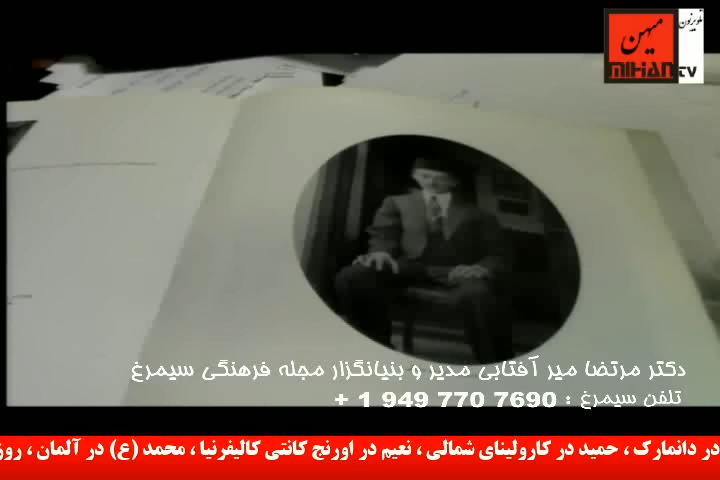 میهن
تلویزیون
MIHAN tv
دکتر مرتضا میر آفتابی مدیر و بنیانگزار مجله فرهنگی سیمرغ
تلفن سیمرغ : 7690 770 949 1 +
در دانمارک ، حمید در کارولینای شمالی ، نعیم در اورنج کانتی کالیفرنیا ، محمد (ع) در آلمان ، روز